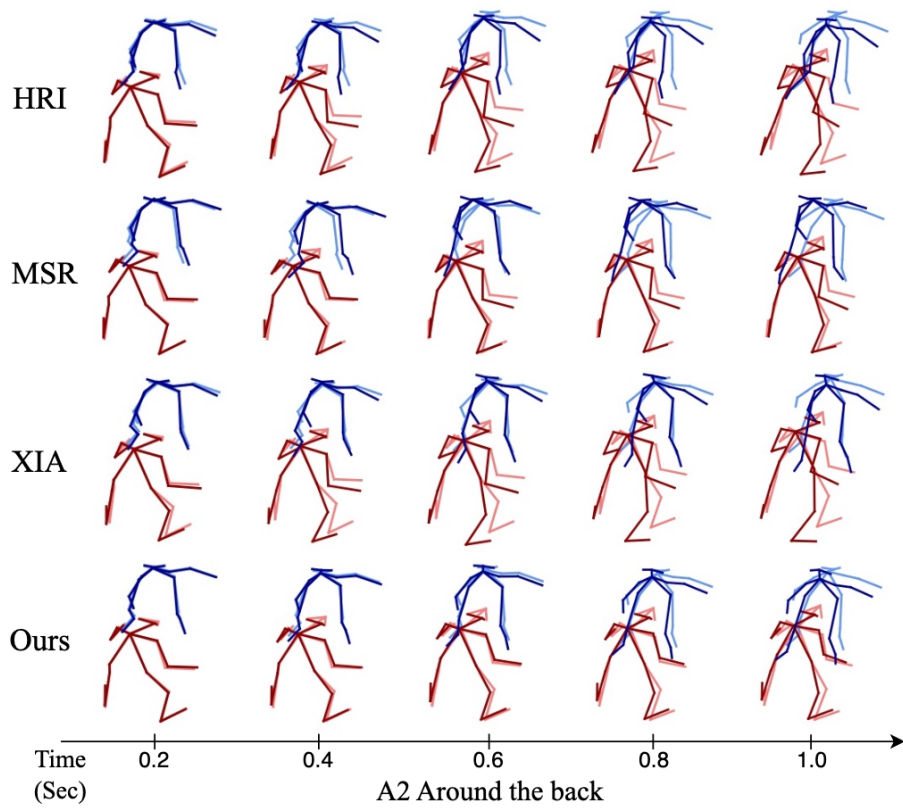 HRI
MSR
XIA
Ours
Time
(Sec)
0.2 0.4 0.6 0.8 1.0
A2 Around the back